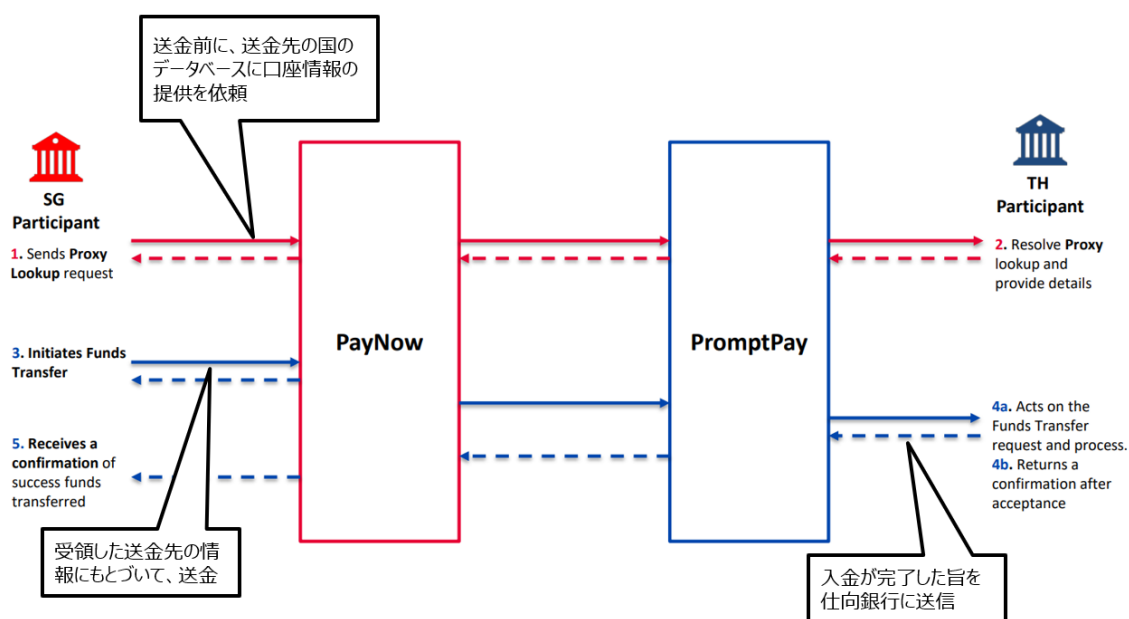 送金前に、送金先の国の
データベースに口座情報の
提供を依頼
SG
Participant
1. Sends Proxy
Lookup request
TH
Participant
2. Resolve Proxy
lookup and
provide details
PayNow
PromptPay
3. Initiates Funds
Transfer
4a. Acts on the
Funds Transfer
request and process.
4b. Returns a
confirmation after
acceptance
5. Receives a
confirmation of
success funds
transferred
受領した送金先の情
報にもとづいて、送金
入金が完了した旨を
仕向銀行に送信